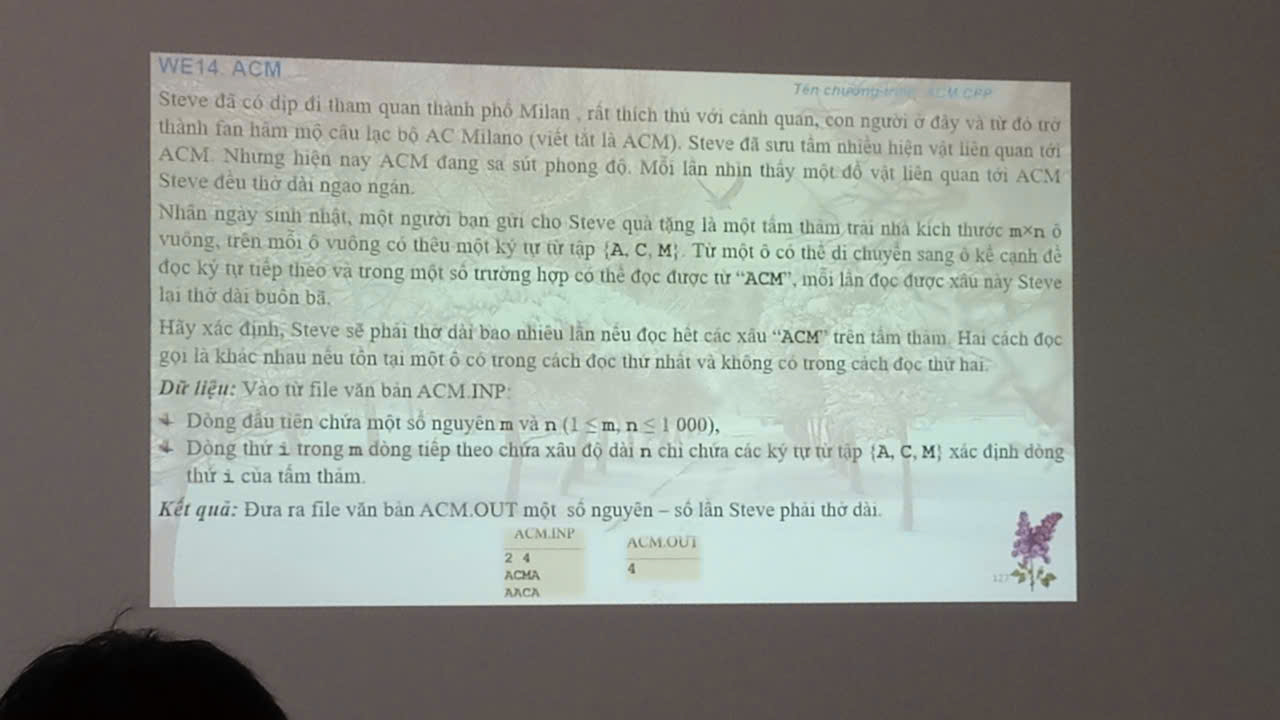 WE14. ACM
Tên chương trình: ACM.CPP
Steve đã có dịp đi tham quan thành phố Milan , rất thích thú với cảnh quan, con người ở đây và từ đó trở
thành fan hâm mộ câu lạc bộ AC Milano (viết tắt là ACM). Steve đã sưu tầm nhiều hiện vật liên quan tới
ACM. Nhưng hiện nay ACM đang sa sút phong độ. Mỗi lần nhìn thấy một đồ vật liên quan tới ACM
Steve đều thở dài ngao ngán.
Nhân ngày sinh nhật, một người bạn gửi cho Steve quà tặng là một tấm thảm trải nhà kích thước m×n ô
vuông, trên mỗi ô vuông có thêu một ký tự từ tập {A, C, M}. Từ một ô có thể di chuyển sang ô kề cạnh để
đọc ký tự tiếp theo và trong một số trường hợp có thể đọc được từ “ACM”, mỗi lần đọc được xâu này Steve
lại thở dài buồn bã.
Hãy xác định, Steve sẽ phải thở dài bao nhiêu lần nếu đọc hết các xâu “ACM” trên tấm thảm. Hai cách đọc
gọi là khác nhau nếu tồn tại một ô có trong cách đọc thứ nhất và không có trong cách đọc thứ hai.
Dữ liệu: Vào từ file văn bản ACM.INP:
Dòng đầu tiên chứa một số nguyên m và n (1 ≤ m, n ≤ 1 000),
Dòng thứ i trong m dòng tiếp theo chứa xâu độ dài n chỉ chứa các ký tự từ tập {A, C, M} xác định dòng
thứ i của tấm thảm.
Kết quả: Đưa ra file văn bản ACM.OUT một số nguyên – số lần Steve phải thở dài.
ACM.INP
2 4
ACMA
AACA
ACM.OUT
4
127